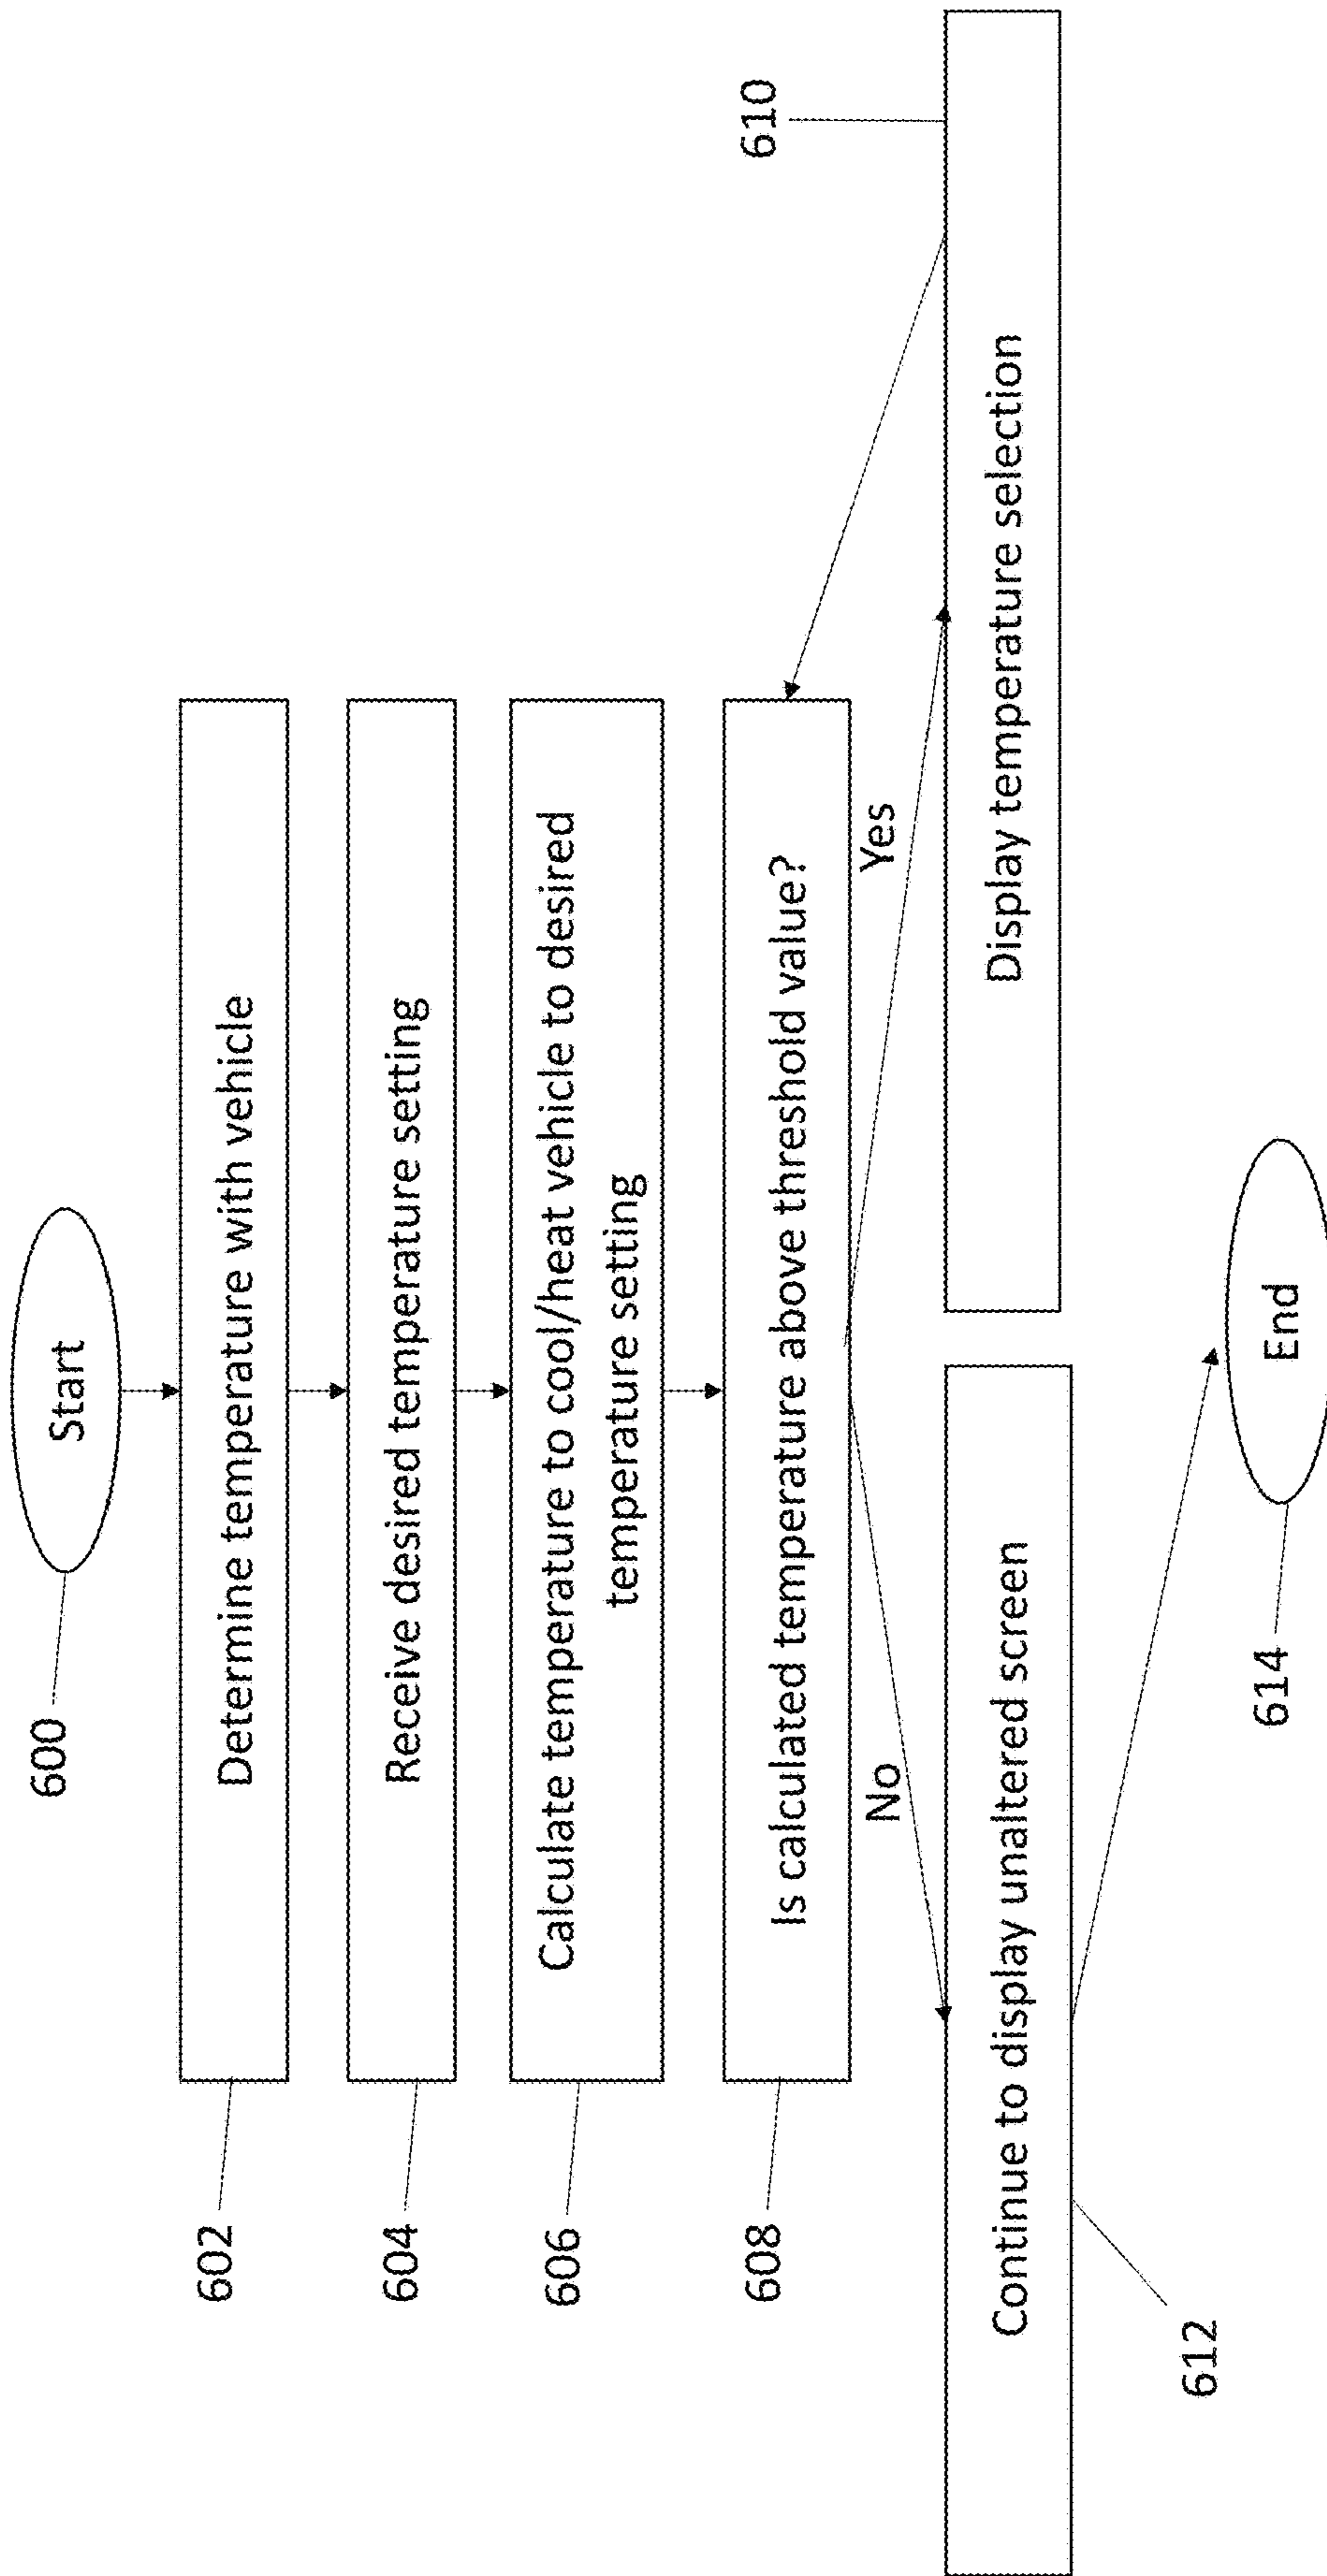 600
Start
602
Determine temperature with vehicle
604
Receive desired temperature setting
606
Calculate temperature to cool/heat vehicle to desired
temperature setting
608
Is calculated temperature above threshold value?
No
Yes
610
Continue to display unaltered screen
Display temperature selection
612
614
End